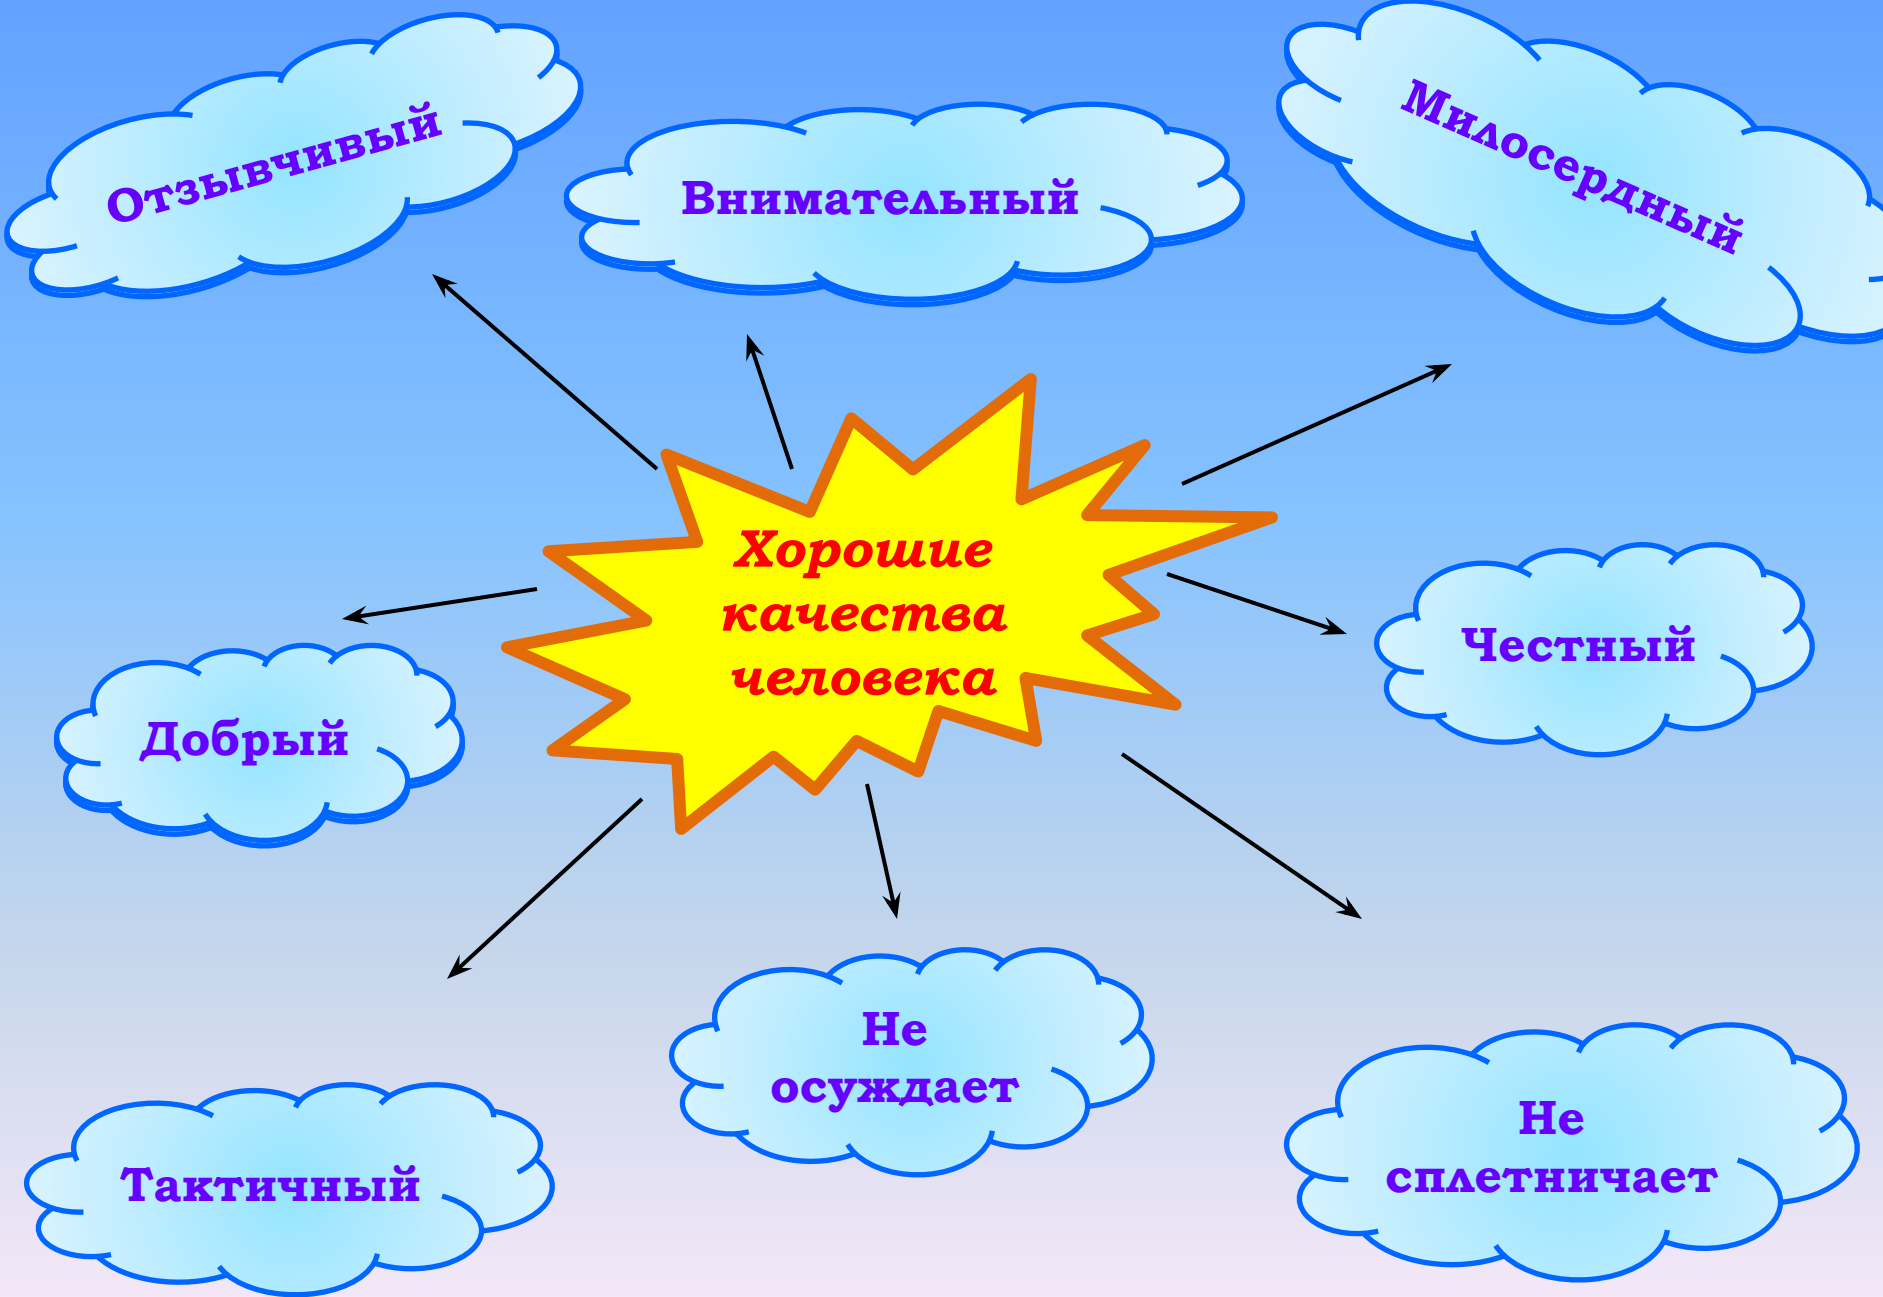 Отзывчивый
Внимательный
Милосердный
Хорошие
качества
человека
Честный
Добрый
Не
осуждает
Не
сплетничает
Тактичный